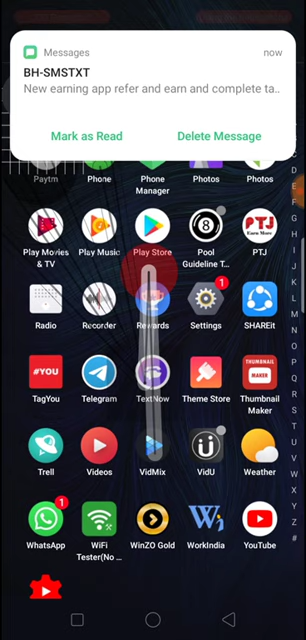 Messages now
BH-SMSTXT
New earning app refer and earn and complete ta..
Mark as Read Delete Message
Paytm Phone Phone Manager Photos Photos
Play Movies & TV Play Music Play Store Pool Guideline T... PTJ
PTJ
Earn More
8
Radio Recorder Rewards Settings SHAREit
1
TagYou Telegram TextNow Theme Store Thumbnail Maker
#YOU
THUMBNAIL
MAKER
Trell Videos VidMix VidU Weather
WhatsApp WiFi Tester(No ... WinZO Gold WorkIndia YouTube
1
D
E
F
G
H
I
J
K
L
M
N
O
P
Q
R
S
T
U
V
W
X
Y
Z
#